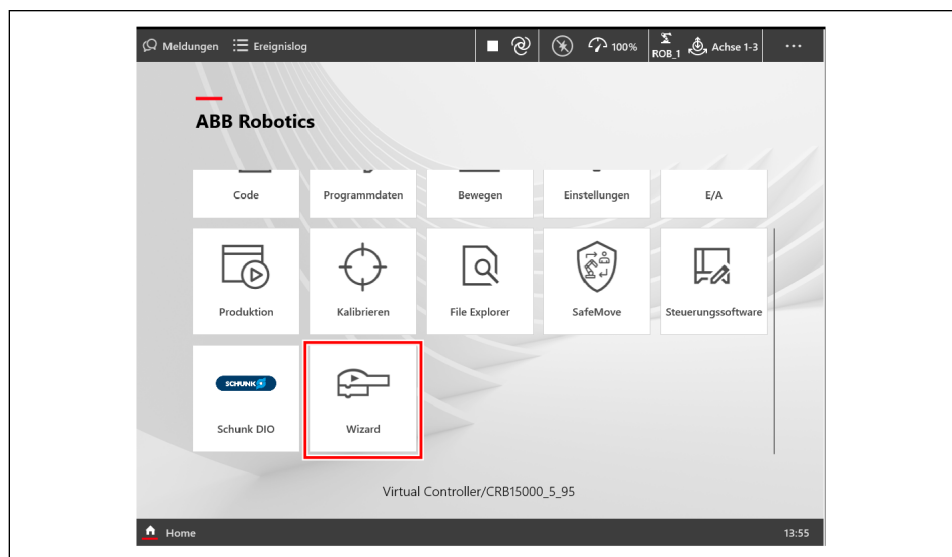 Meldungen Ereignislog 100% ROB_1 Achse 1-3 ...
ABB Robotics
Code Programmdaten Bewegen Einstellungen E/A
Produktion Kalibrieren File Explorer SafeMove Steuerungssoftware
SCHUNK
Schunk DIO Wizard
Virtual Controller/CRB15000_5_95
Home 13:55